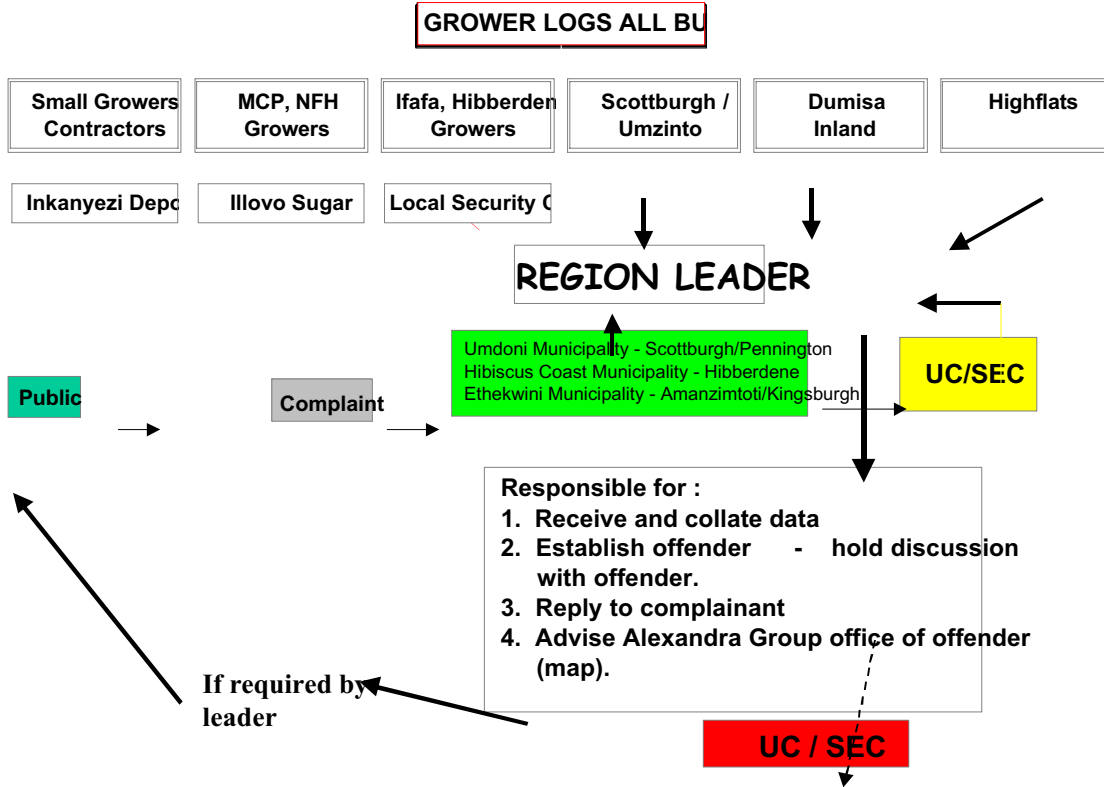 GROWER LOGS ALL BU
Small Growers
Contractors
MCP, NFH
Growers
Ifafa, Hibberden
Growers
Scottburgh /
Umzinto
Dumisa
Inland
Highflats
Inkanyezi Depo
Illovo Sugar
Local Security
REGION LEADER
Umdoni Municipality - Scottburgh/Pennington
Hibiscus Coast Municipality - Hibberdene
Ethekwini Municipality - Amanzimtoti/Kingsburgh
UC/SEC
Public
Complaint
Responsible for :
1. Receive and collate data
2. Establish offender - hold discussion
with offender.
3. Reply to complainant
4. Advise Alexandra Group office of offender
(map).
If required by
leader
UC / SEC